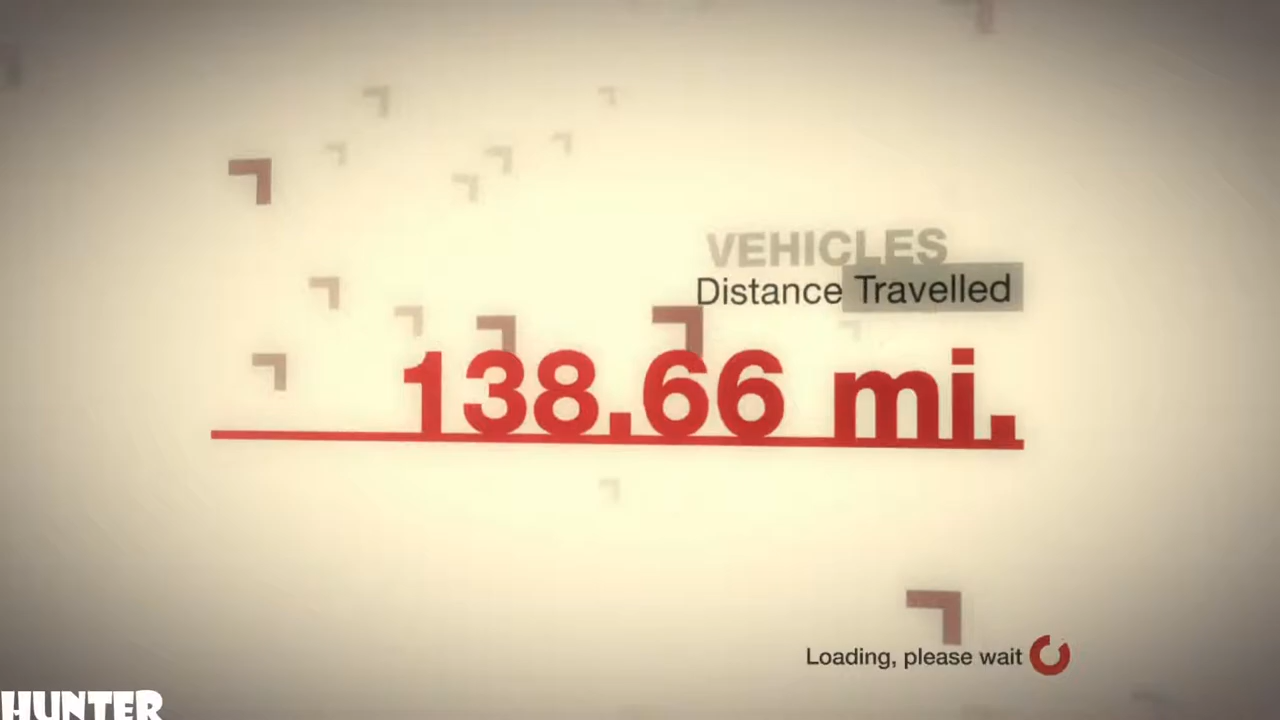 VEHICLES
Distance Travelled
138.66 mi.
Loading, please wait
HUNTER